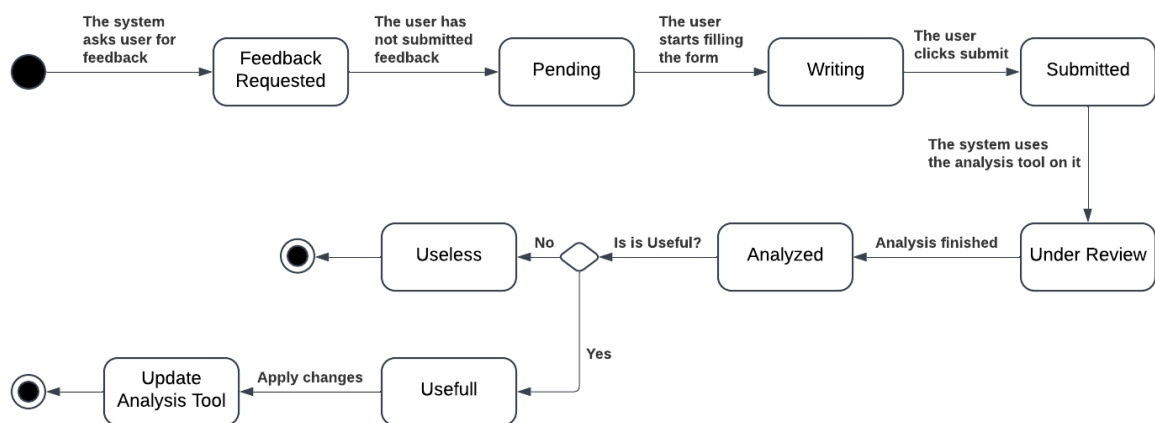 The system
asks user for
feedback
Feedback
Requested
The user has
not submitted
feedback
Pending
The user
starts filling
the form
Writing
The user
clicks submit
Submitted
The system uses
the analysis tool on it
Under Review
Analysis finished
Analyzed
Is is Useful?
No
Useless
Yes
Usefull
Apply changes
Update
Analysis Tool